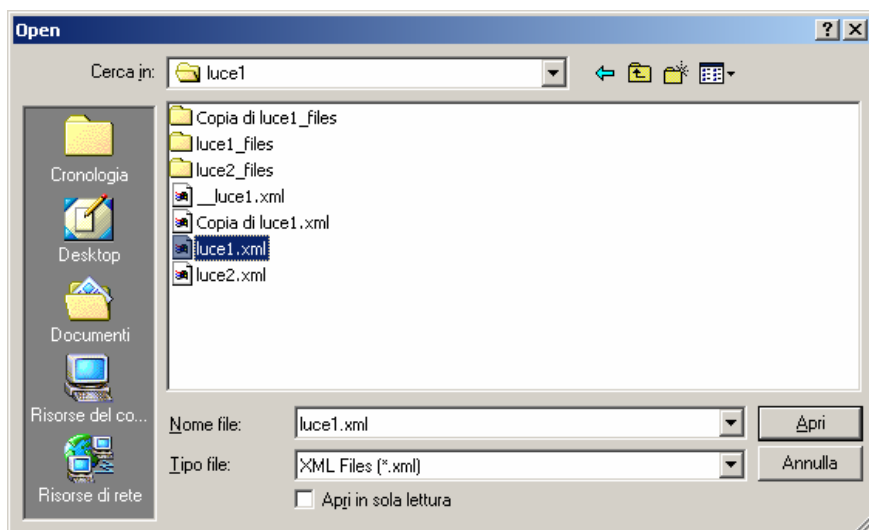 Open
Cerca in: luce1
Cronologia
Desktop
Documenti
Risorse del co...
Risorse di rete
Copia di luce1_files
luce1_files
luce2_files
__luce1.xml
Copia di luce1.xml
luce1.xml
luce2.xml
Nome file: luce1.xml Apri
Tipo file: XML Files (*.xml) Annulla
Apri in sola lettura